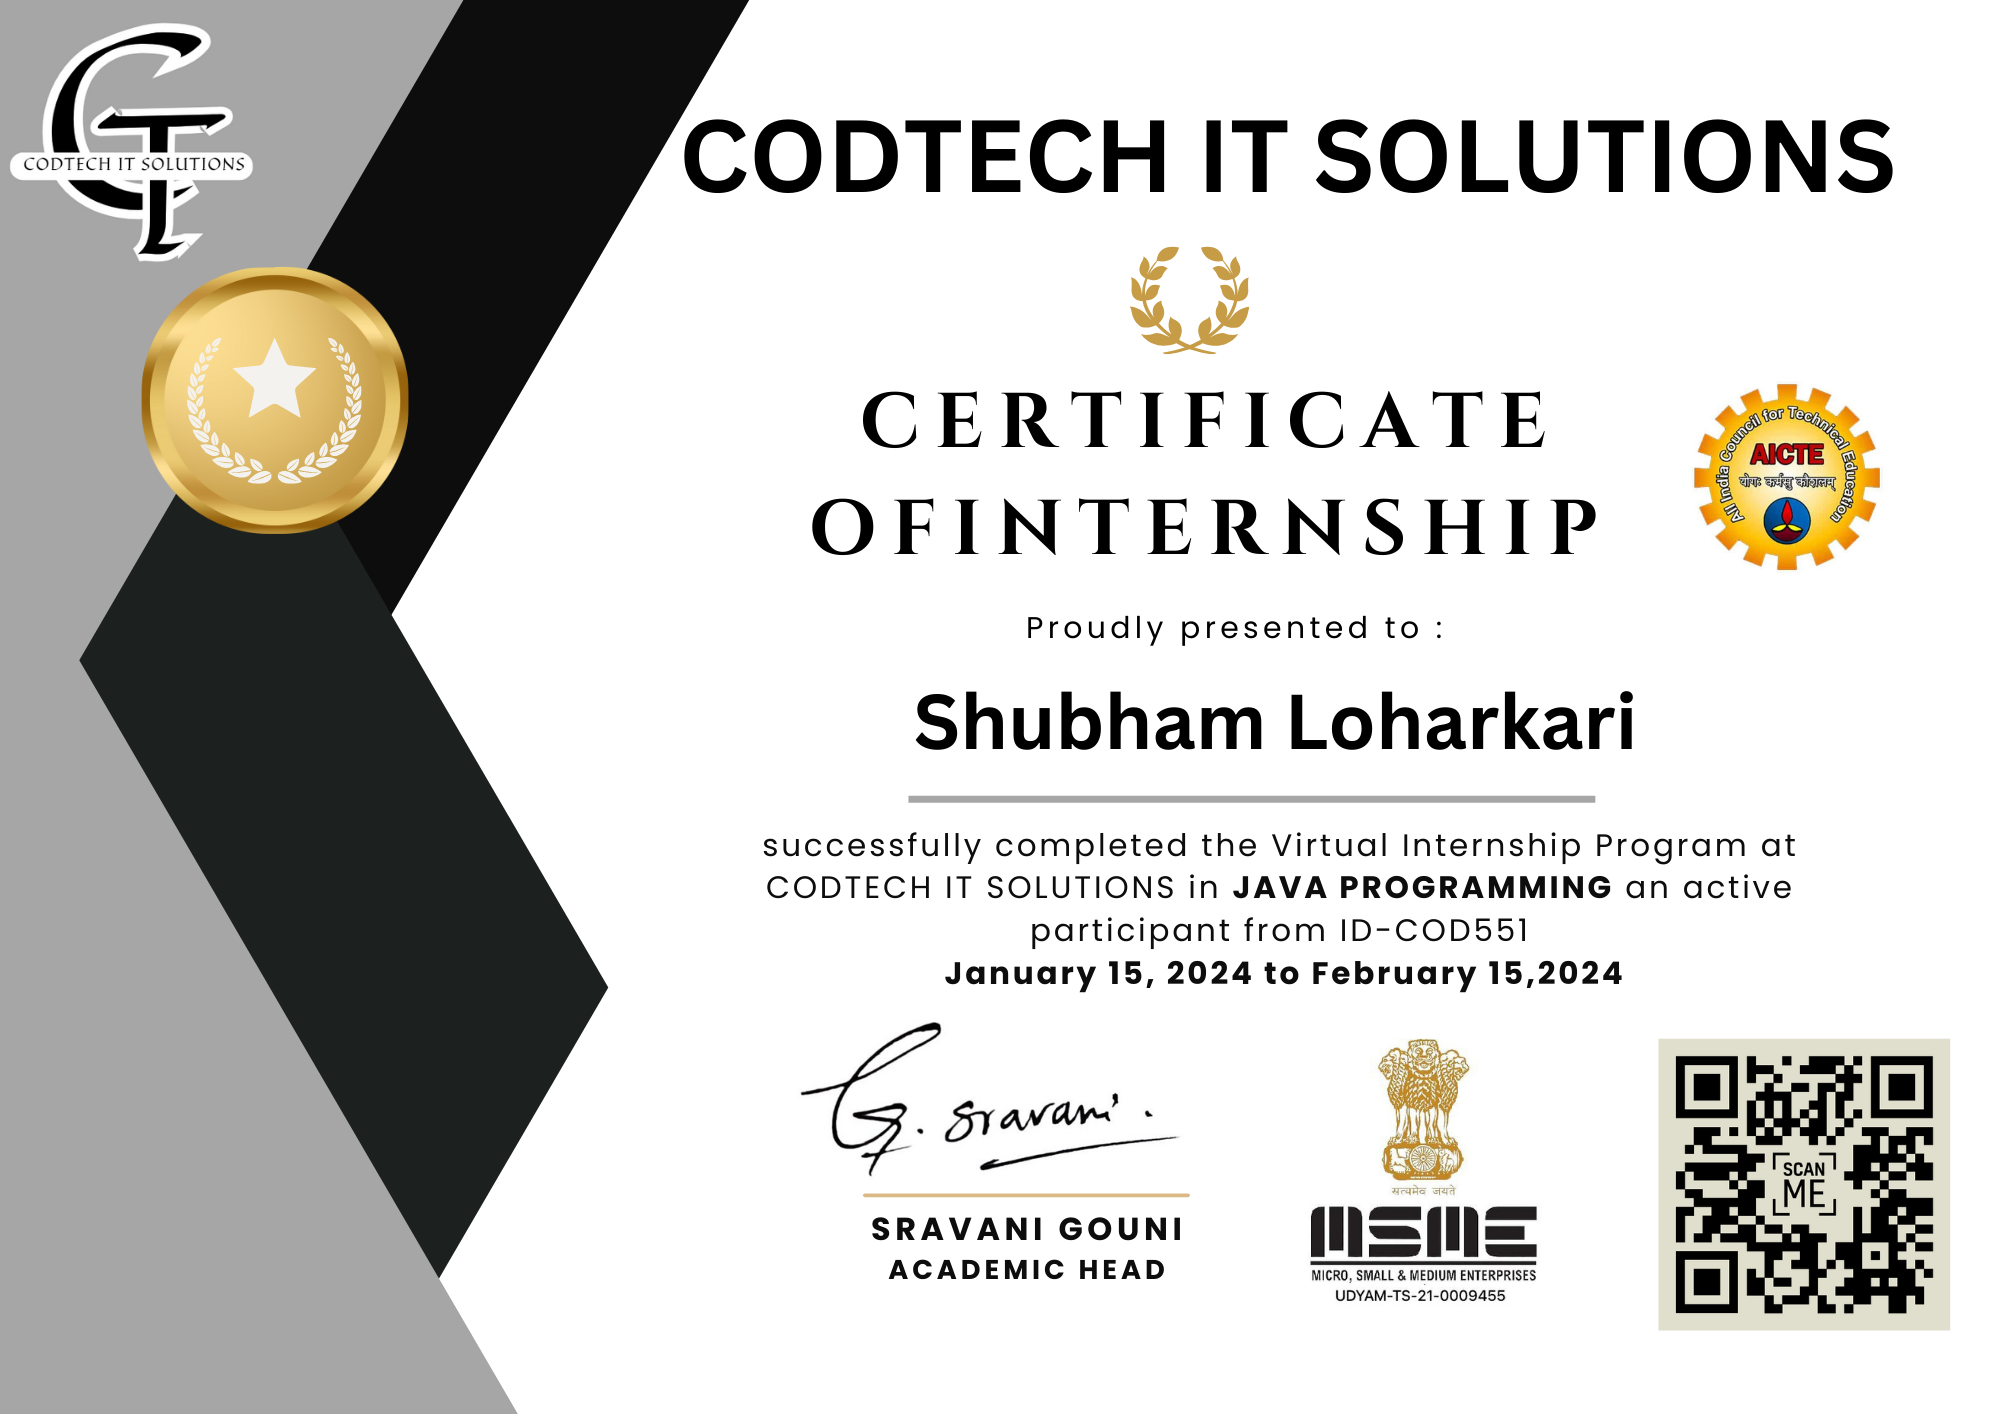 CODTECH IT SOLUTIONS
CODTECH IT SOLUTIONS
CERTIFICATE
OFINTERNSHIP
All India Council for Technical Education
AICTE
योगः कर्मसु कौशलम्
Proudly presented to :
Shubham Loharkari
successfully completed the Virtual Internship Program at
CODTECH IT SOLUTIONS in JAVA PROGRAMMING an active
participant from ID-COD551
January 15, 2024 to February 15,2024
G. Sravani.
SRAVANI GOUNI
ACADEMIC HEAD
सत्यमेव जयते
MSME
MICRO, SMALL & MEDIUM ENTERPRISES
UDYAM-TS-21-0009455
SCAN
ME